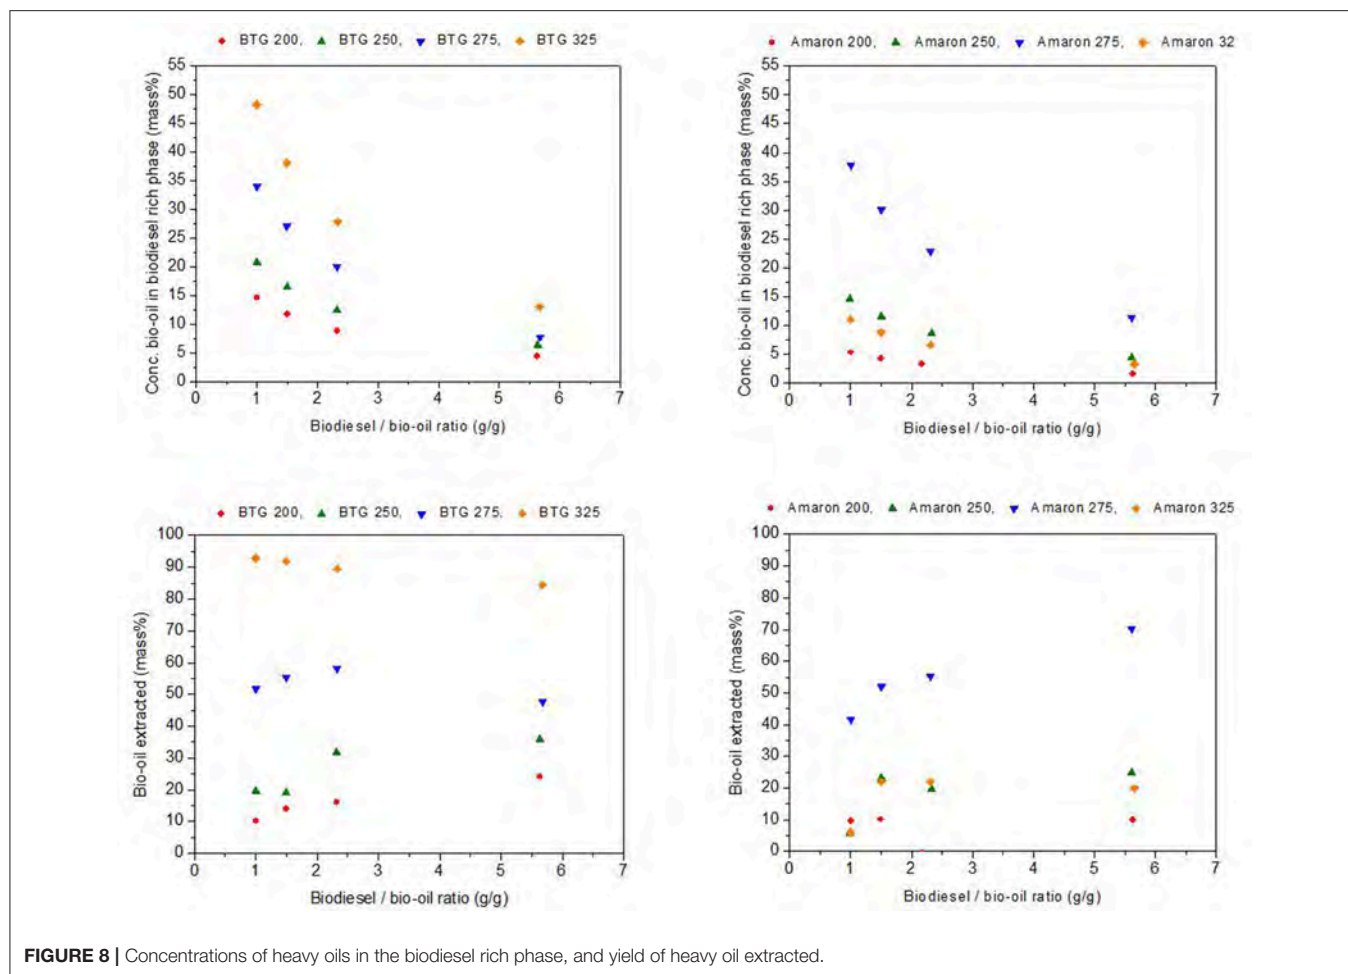 BTG 200, BTG 250, BTG 275, BTG 325
55
50
45
40
35
30
25
20
15
10
5
0
Conc. bio-oil in biodiesel rich phase (mass%)
0 1 2 3 4 5 6 7
Biodiesel / bio-oil ratio (g/g)
Amaron 200, Amaron 250, Amaron 275, Amaron 32
55
50
45
40
35
30
25
20
15
10
5
0
Conc. bio-oil in biodiesel rich phase (mass%)
0 1 2 3 4 5 6 7
Biodiesel / bio-oil ratio (g/g)
BTG 200, BTG 250, BTG 275, BTG 325
100
90
80
70
60
50
40
30
20
10
0
Bio-oil extracted (mass%)
0 1 2 3 4 5 6 7
Biodiesel / bio-oil ratio (g/g)
Amaron 200, Amaron 250, Amaron 275, Amaron 325
100
90
80
70
60
50
40
30
20
10
0
Bio-oil extracted (mass%)
0 1 2 3 4 5 6 7
Biodiesel / bio-oil ratio (g/g)
FIGURE 8 | Concentrations of heavy oils in the biodiesel rich phase, and yield of heavy oil extracted.